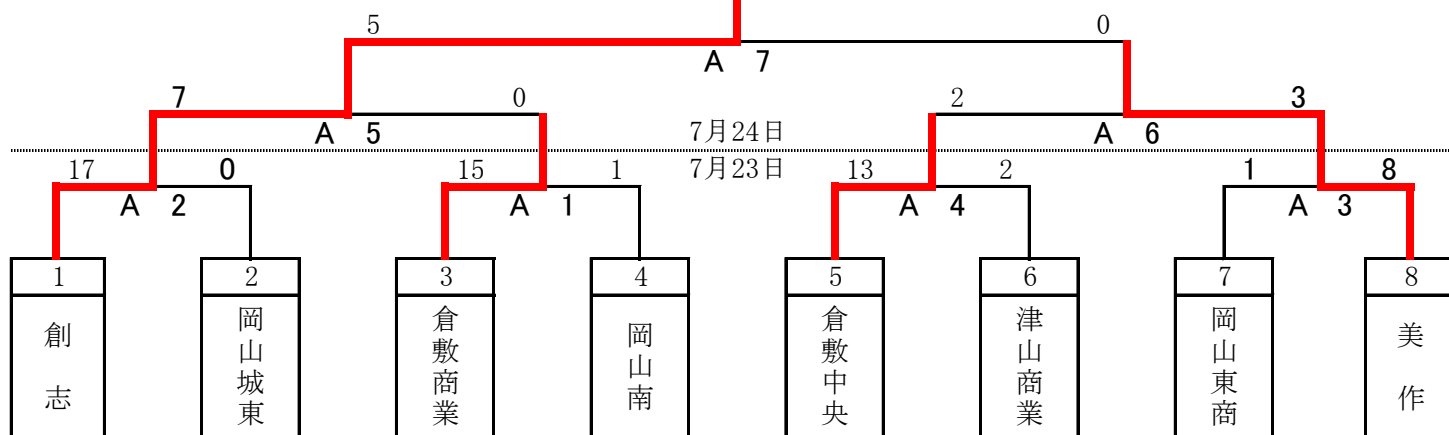 5 0
A 7
7 0 2 3
A 5 7月24日 A 6
17 0 15 1 7月23日 13 2 1 8
A 2 A 1 A 4 A 3
1 2 3 4 5 6 7 8
創志
岡山城東
倉敷商業
岡山南
倉敷中央
津山商業
岡山東商
美作